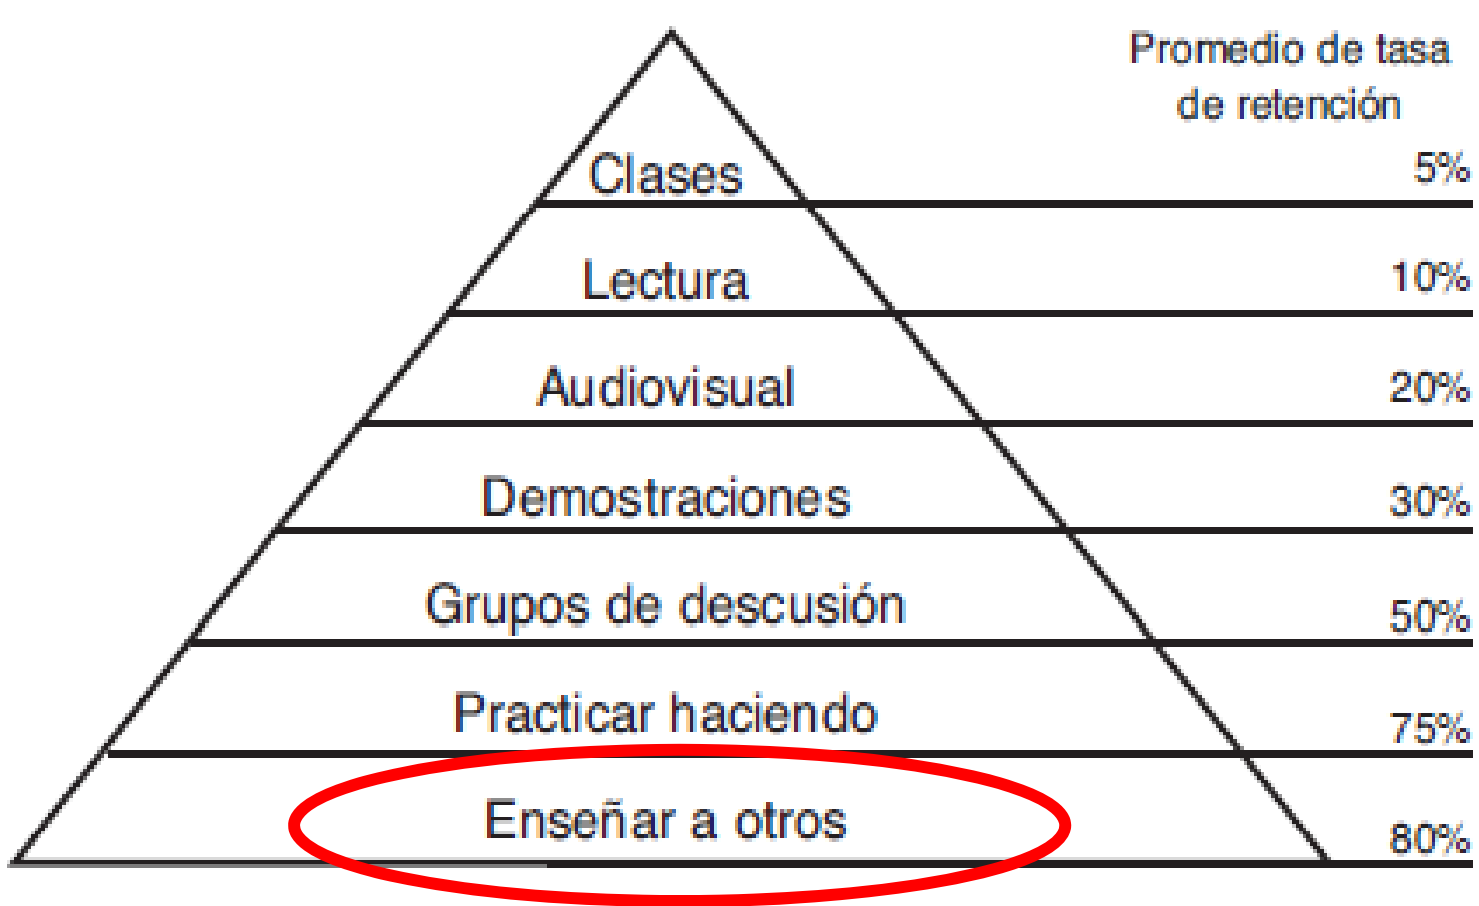 Promedio de tasa
de retención
Clases 5%
Lectura 10%
Audiovisual 20%
Demostraciones 30%
Grupos de descusión 50%
Practicar haciendo 75%
Enseñar a otros 80%